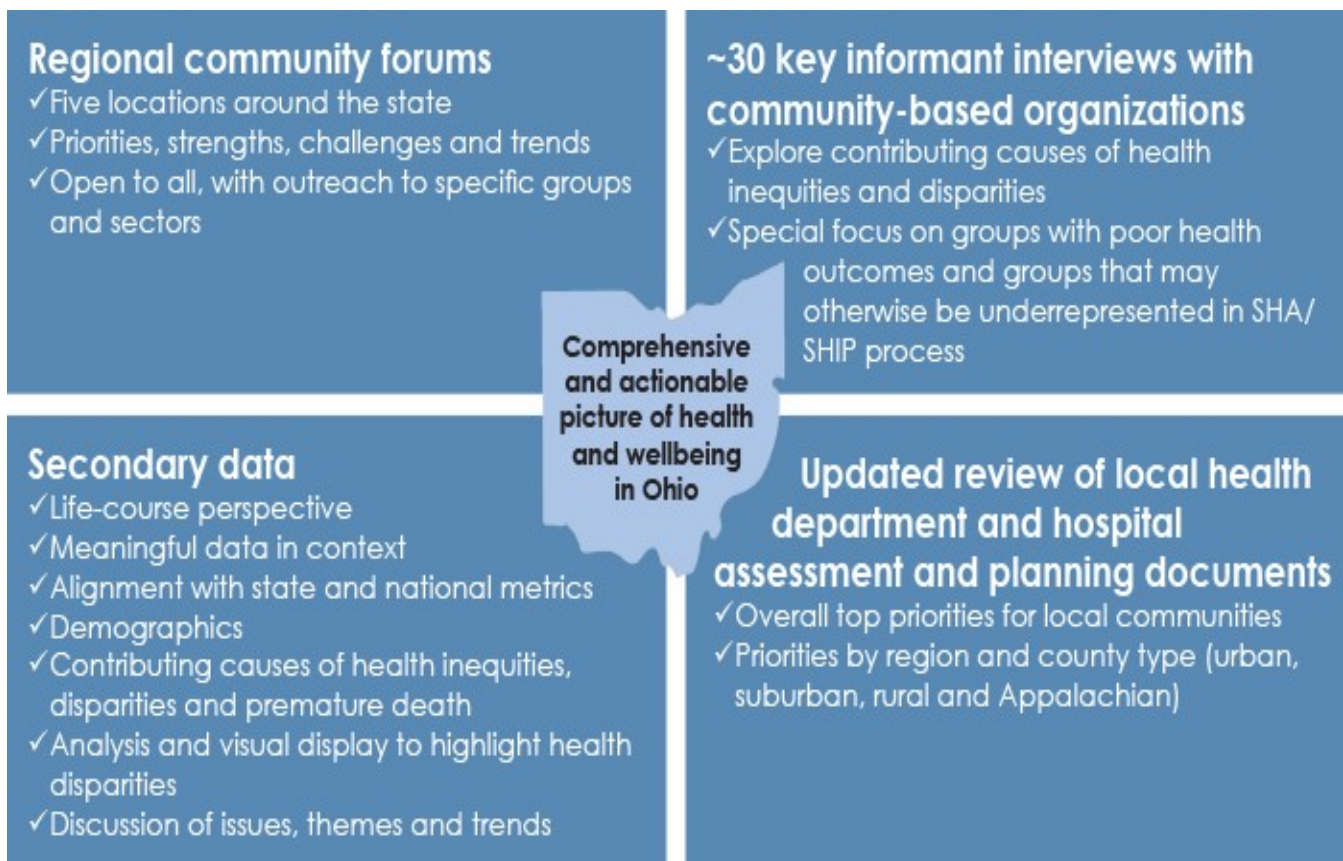 Regional community forums
✓Five locations around the state
✓Priorities, strengths, challenges and trends
✓Open to all, with outreach to specific groups
and sectors
~30 key informant interviews with
community-based organizations
✓Explore contributing causes of health
inequities and disparities
✓Special focus on groups with poor health
outcomes and groups that may
otherwise be underrepresented in SHA/
SHIP process
Comprehensive
and actionable
picture of health
and wellbeing
in Ohio
Secondary data
✓Life-course perspective
✓Meaningful data in context
✓Alignment with state and national metrics
✓Demographics
✓Contributing causes of health inequities,
disparities and premature death
✓Analysis and visual display to highlight health
disparities
✓Discussion of issues, themes and trends
Updated review of local health
department and hospital
assessment and planning documents
✓Overall top priorities for local communities
✓Priorities by region and county type (urban,
suburban, rural and Appalachian)